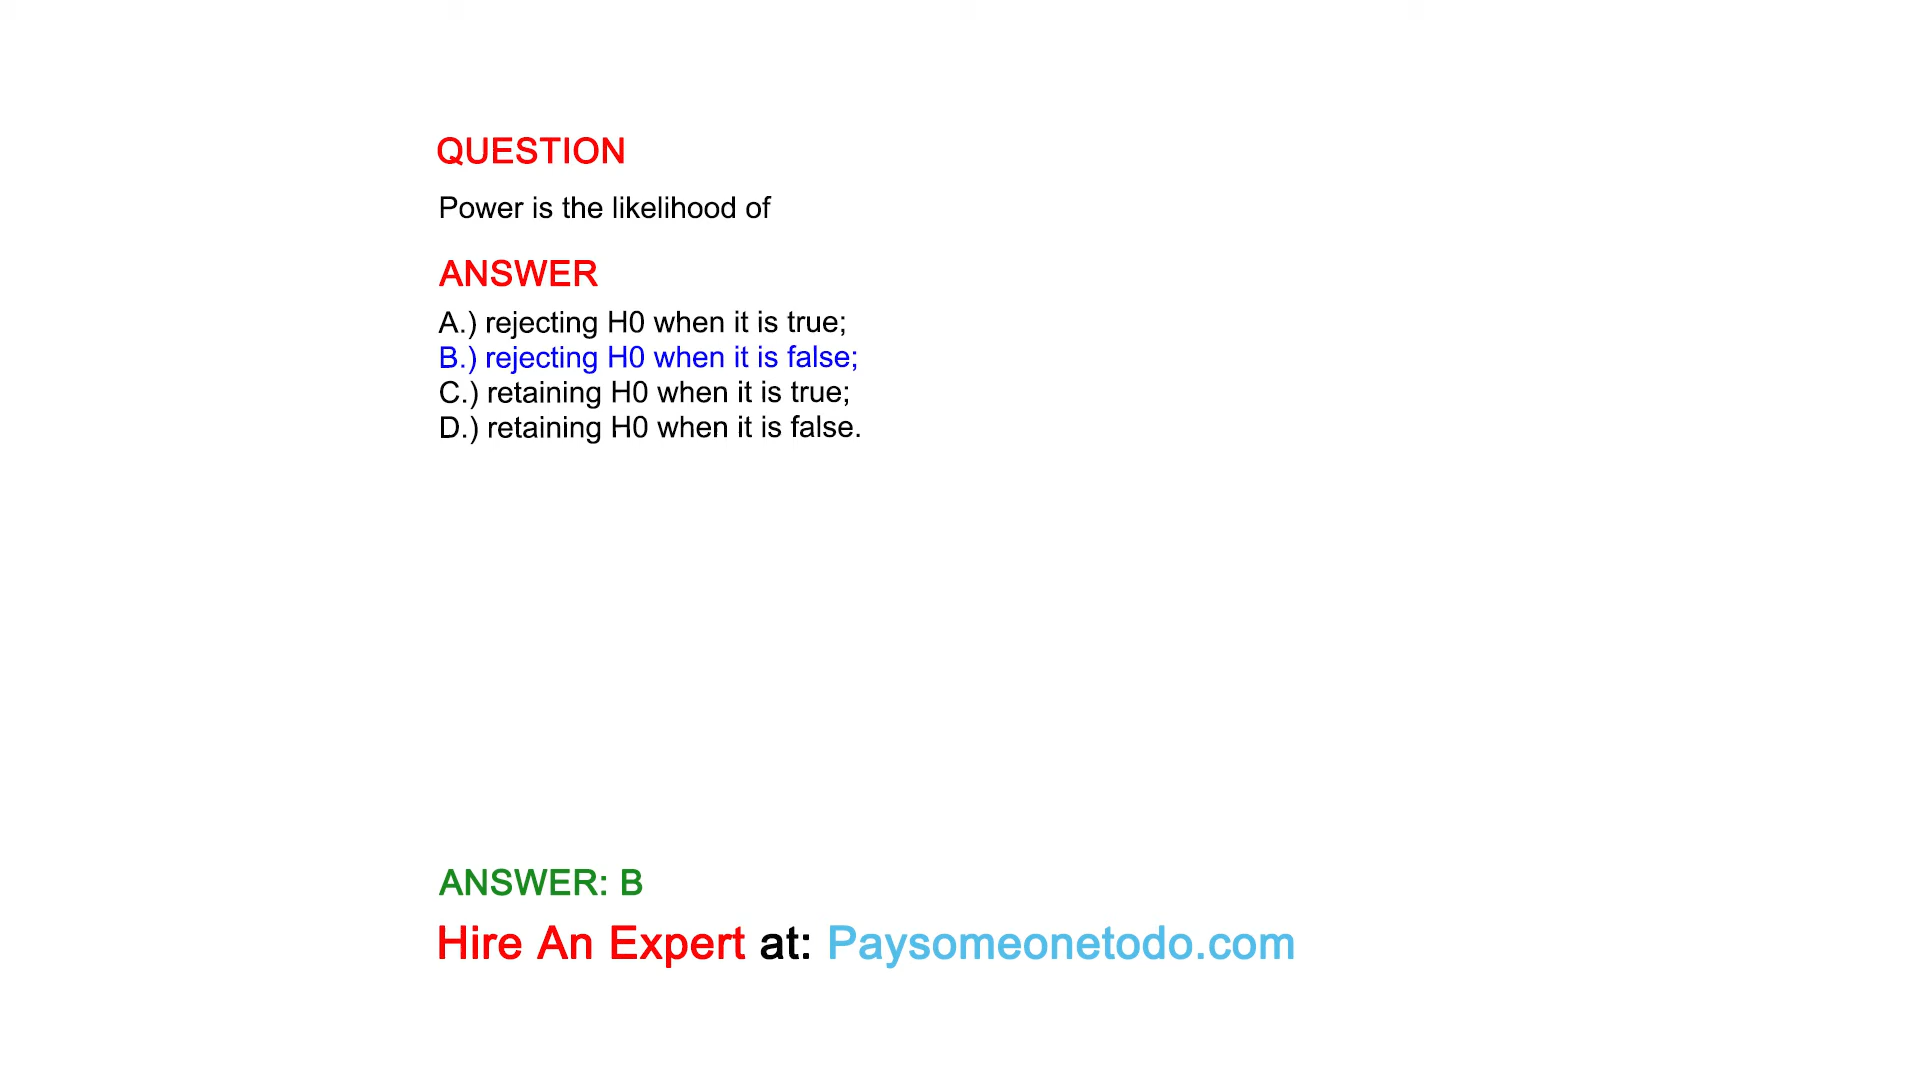 QUESTION
Power is the likelihood of
ANSWER
A.) rejecting H0 when it is true;
B.) rejecting H0 when it is false;
C.) retaining H0 when it is true;
D.) retaining H0 when it is false.
ANSWER: B
Hire An Expert at: Paysomeonetodo.com